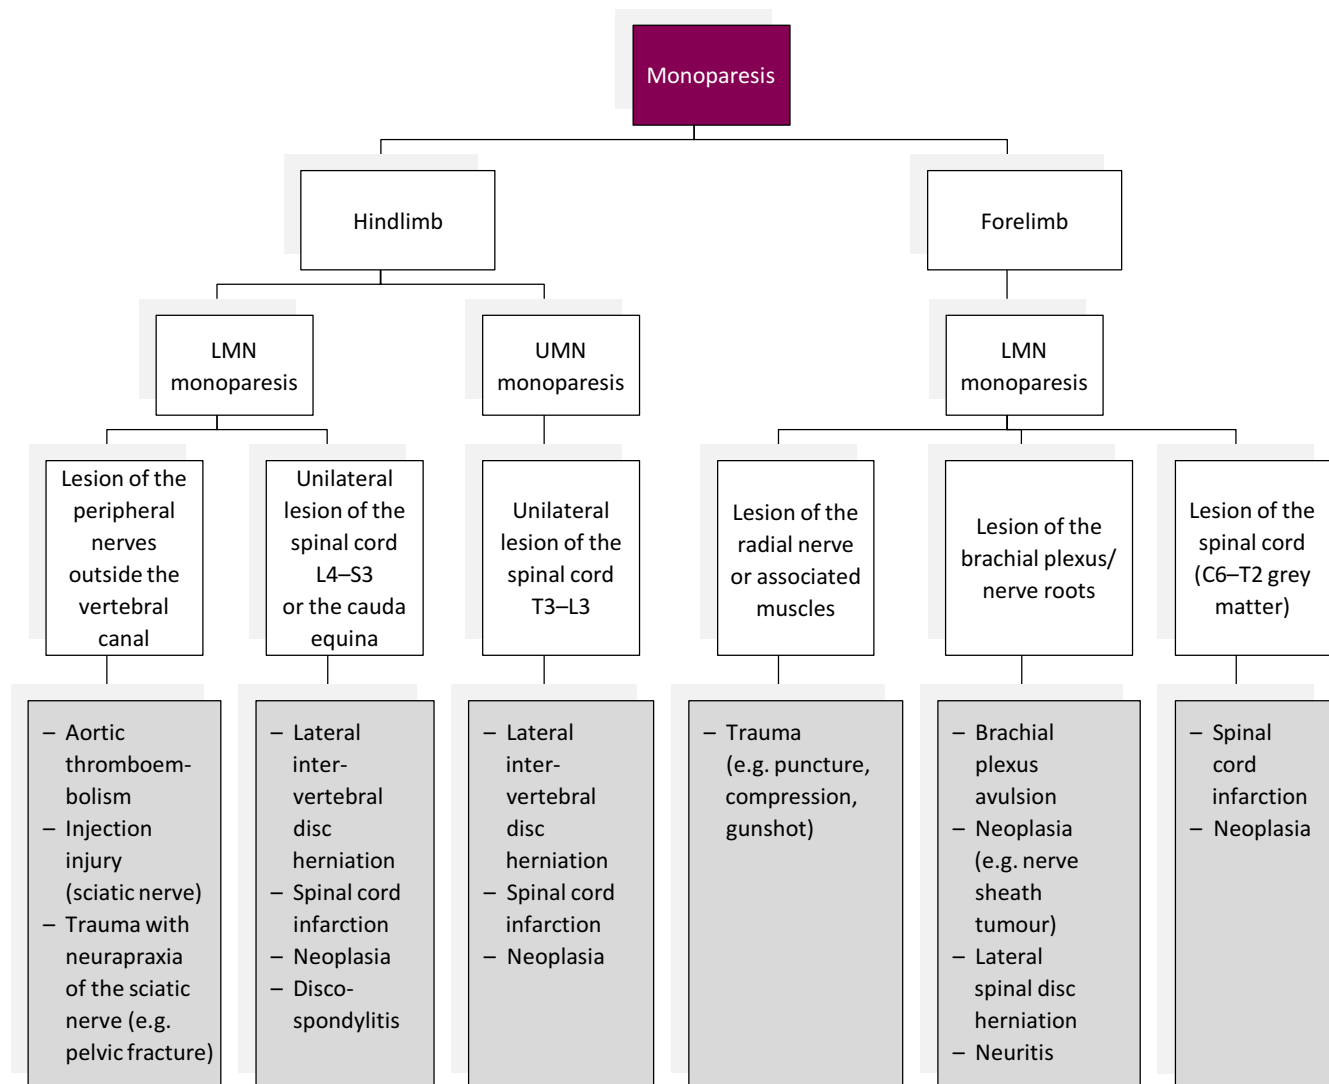 Monoparesis
Hindlimb
Forelimb
LMN
monoparesis
UMN
monoparesis
LMN
monoparesis
Lesion of the
peripheral
nerves
outside the
vertebral
canal
Unilateral
lesion of the
spinal cord
L4–S3
or the cauda
equina
Unilateral
lesion of the
spinal cord
T3–L3
Lesion of the
radial nerve
or associated
muscles
Lesion of the
brachial plexus/
nerve roots
Lesion of the
spinal cord
(C6–T2 grey
matter)
– Aortic
thromboem-
bolism
– Injection
injury
(sciatic nerve)
– Trauma with
neurapraxia
of the sciatic
nerve (e.g.
pelvic fracture)
– Lateral
inter-
vertebral
disc
herniation
– Spinal cord
infarction
– Neoplasia
– Disco-
spondylitis
– Lateral
inter-
vertebral
disc
herniation
– Spinal cord
infarction
– Neoplasia
– Trauma
(e.g. puncture,
compression,
gunshot)
– Brachial
plexus
avulsion
– Neoplasia
(e.g. nerve
sheath
tumour)
– Lateral
spinal disc
herniation
– Neuritis
– Spinal
cord
infarction
– Neoplasia